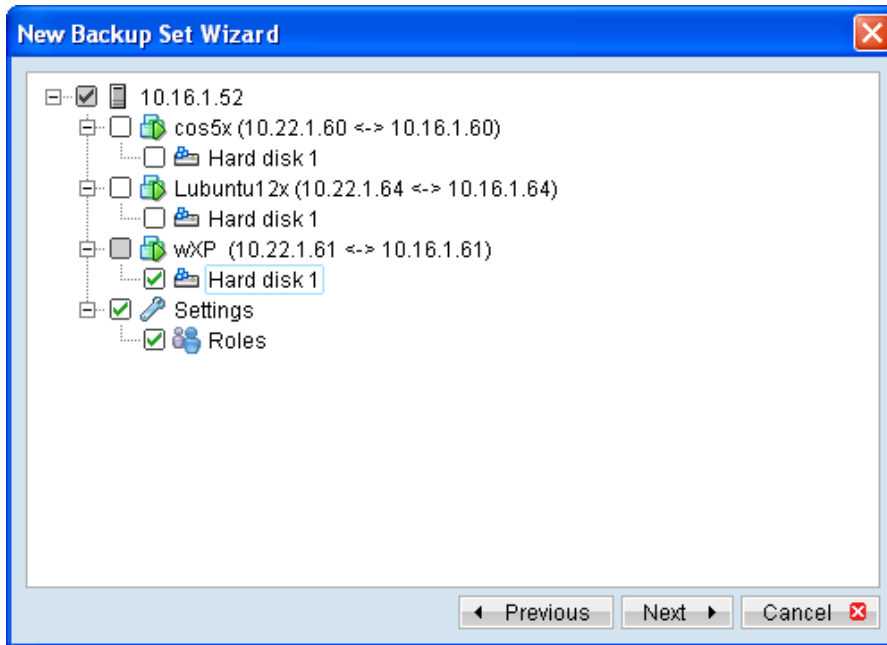 New Backup Set Wizard
10.16.1.52
cos5x (10.22.1.60 <-> 10.16.1.60)
Hard disk 1
Lubuntu12x (10.22.1.64 <-> 10.16.1.64)
Hard disk 1
wXP (10.22.1.61 <-> 10.16.1.61)
Hard disk 1
Settings
Roles
Previous Next Cancel